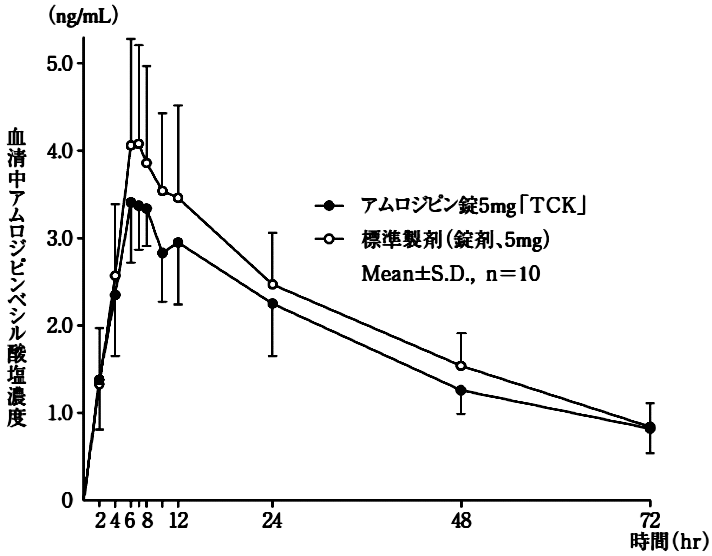 (ng/mL)
5.0
4.0
3.0
2.0
1.0
0
血清中アムロジピンベシル酸塩濃度
アムロジピン錠5mg「TCK」
標準製剤(錠剤、5mg)
Mean±S.D., n=10
2 4 6 8 12 24 48 72
時間(hr)